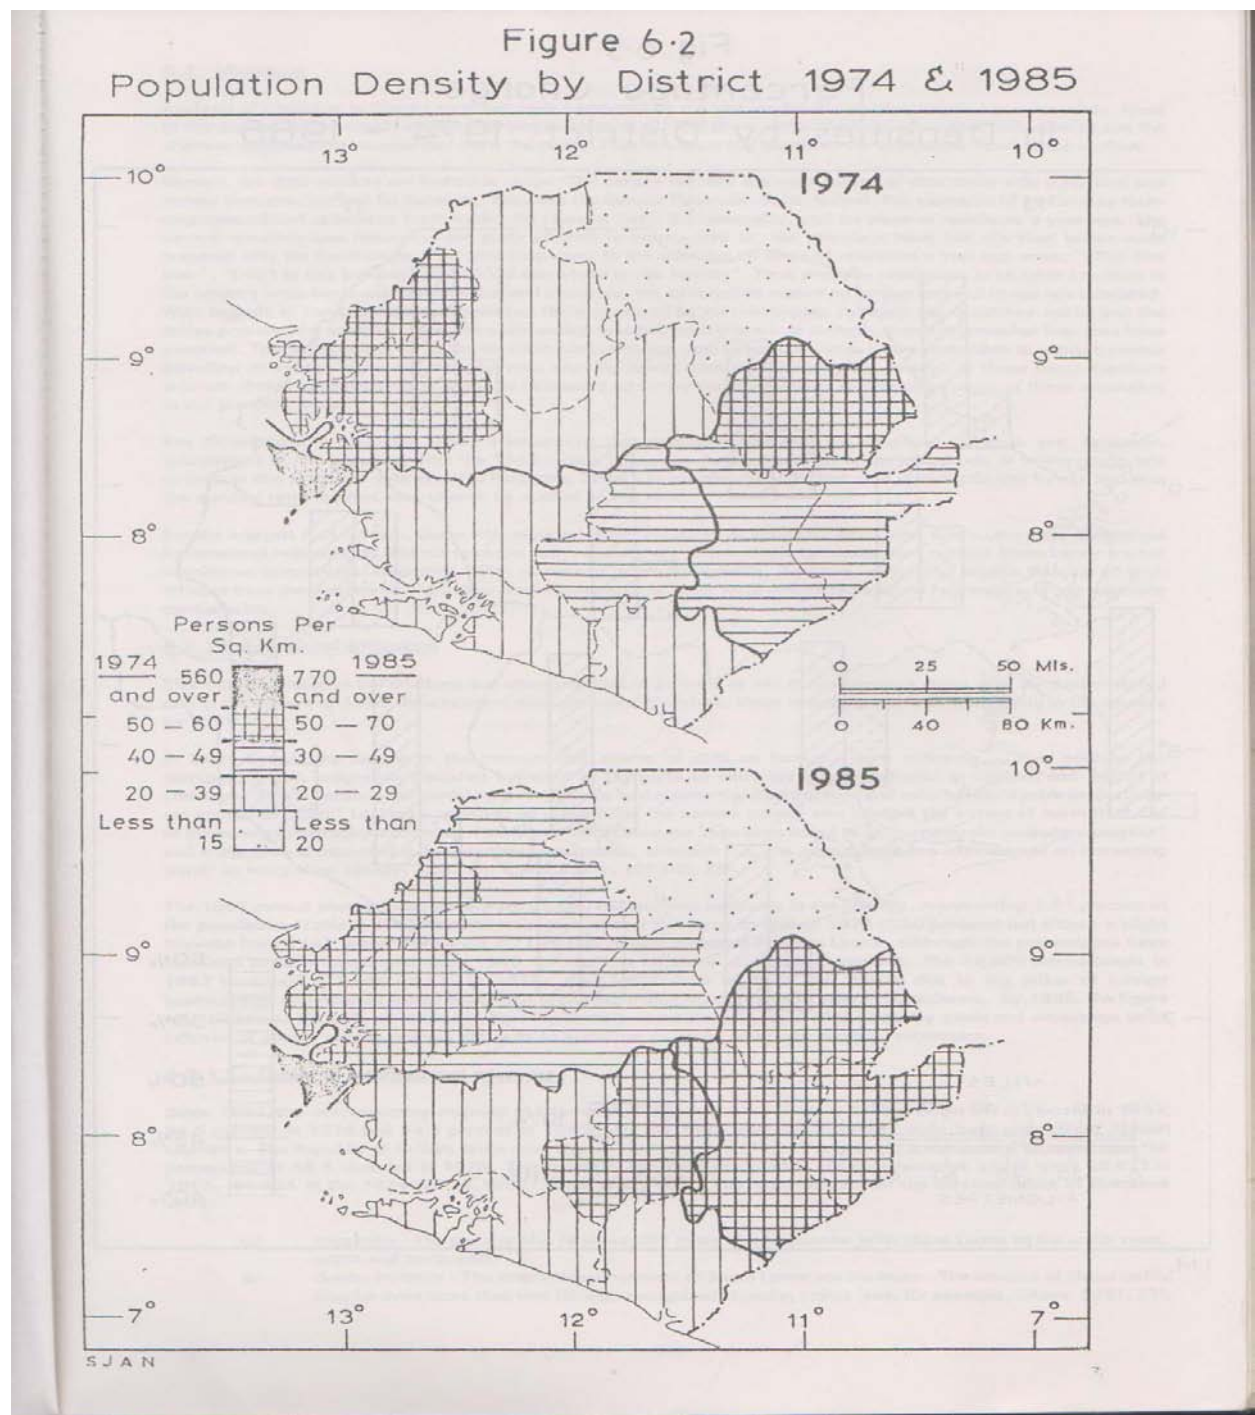 Figure 6.2
Population Density by District 1974 & 1985
13° 12° 11° 10°
10°
1974
9° 9°
8° 8°
Persons Per
Sq. Km.
1974 1985
560 770
and over and over
50 — 60 50 — 70
40 — 49 30 — 49
20 — 39 20 — 29
Less than Less than
15 20
0 25 50 Mls.
0 40 80 Km.
10°
1985
9° 9°
8° 8°
7° 7°
13° 12° 11°
SJAN